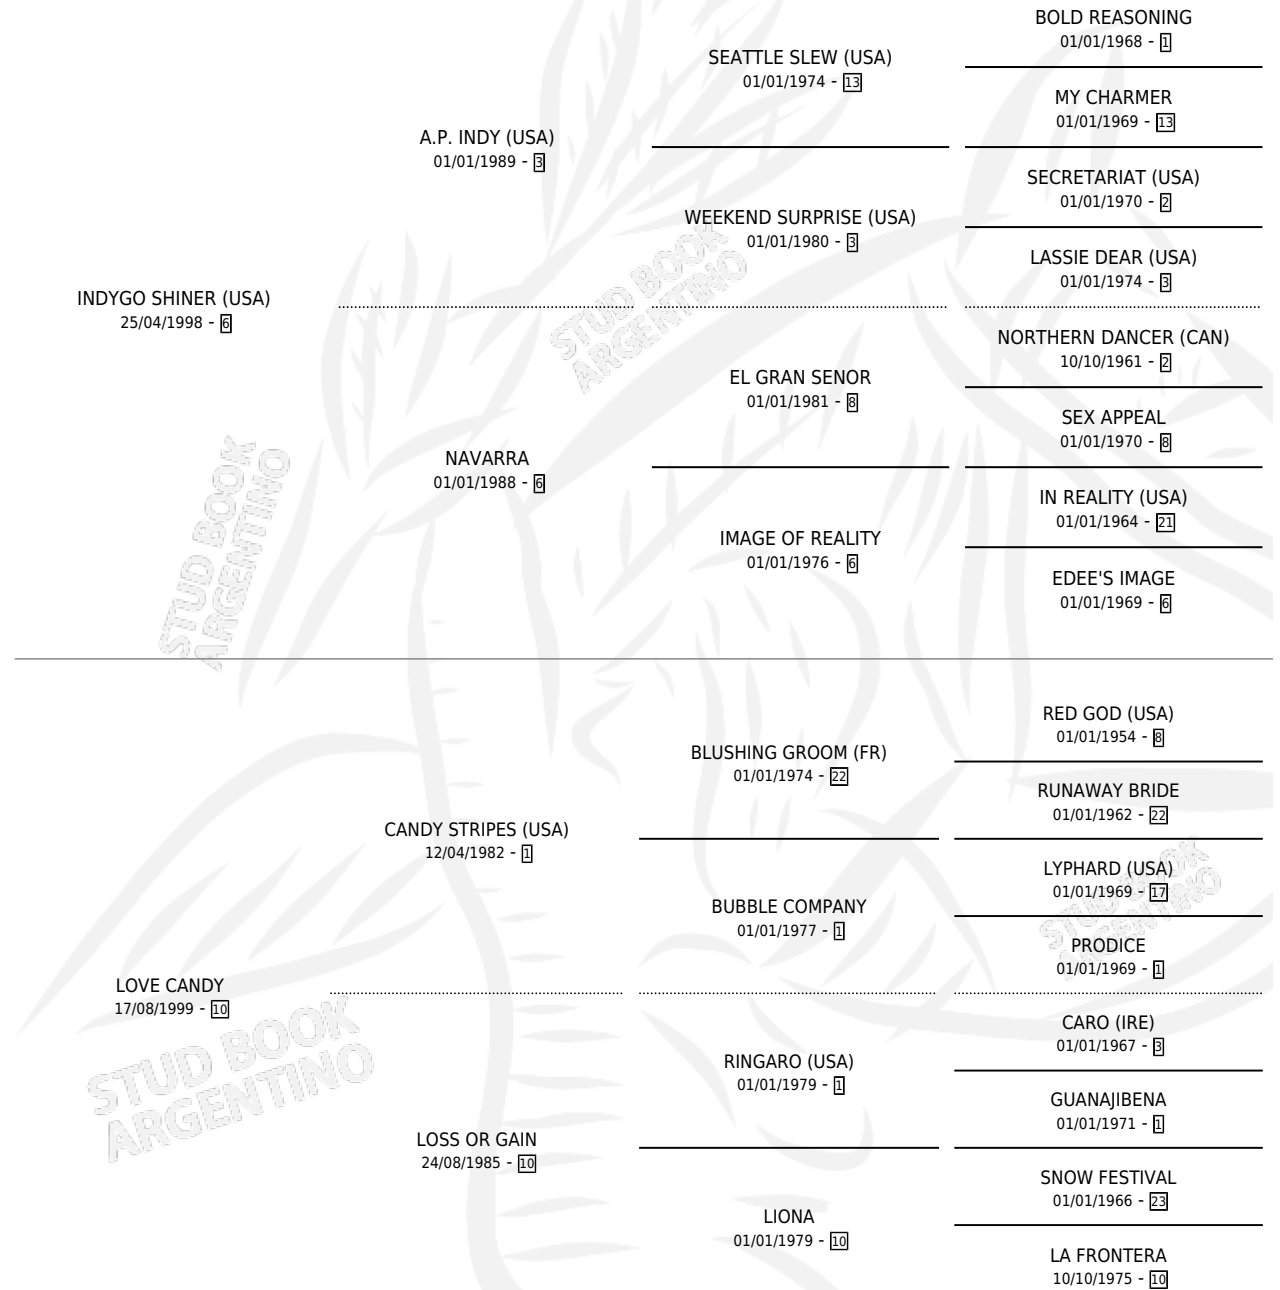 BOLD REASONING
01/01/1968 - 1
SEATTLE SLEW (USA)
01/01/1974 - 13
MY CHARMER
01/01/1969 - 13
A.P. INDY (USA)
01/01/1989 - 3
SECRETARIAT (USA)
01/01/1970 - 2
WEEKEND SURPRISE (USA)
01/01/1980 - 3
LASSIE DEAR (USA)
01/01/1974 - 3
INDYGO SHINER (USA)
25/04/1998 - 6
NORTHERN DANCER (CAN)
10/10/1961 - 2
EL GRAN SENOR
01/01/1981 - 8
SEX APPEAL
01/01/1970 - 8
NAVARRA
01/01/1988 - 6
IN REALITY (USA)
01/01/1964 - 21
IMAGE OF REALITY
01/01/1976 - 6
EDEE'S IMAGE
01/01/1969 - 6
RED GOD (USA)
01/01/1954 - 8
BLUSHING GROOM (FR)
01/01/1974 - 22
RUNAWAY BRIDE
01/01/1962 - 22
CANDY STRIPES (USA)
12/04/1982 - 1
LYPHARD (USA)
01/01/1969 - 17
BUBBLE COMPANY
01/01/1977 - 1
PRODICE
01/01/1969 - 1
LOVE CANDY
17/08/1999 - 10
CARO (IRE)
01/01/1967 - 3
RINGARO (USA)
01/01/1979 - 1
GUANAJIBENA
01/01/1971 - 1
LOSS OR GAIN
24/08/1985 - 10
SNOW FESTIVAL
01/01/1966 - 23
LIONA
01/01/1979 - 10
LA FRONTERA
10/10/1975 - 10
STUD BOOK
ARGENTINO
STUD BOOK
ARGENTINO
STUD BOOK
ARGENTINO
STUD BOOK
ARGENTINO